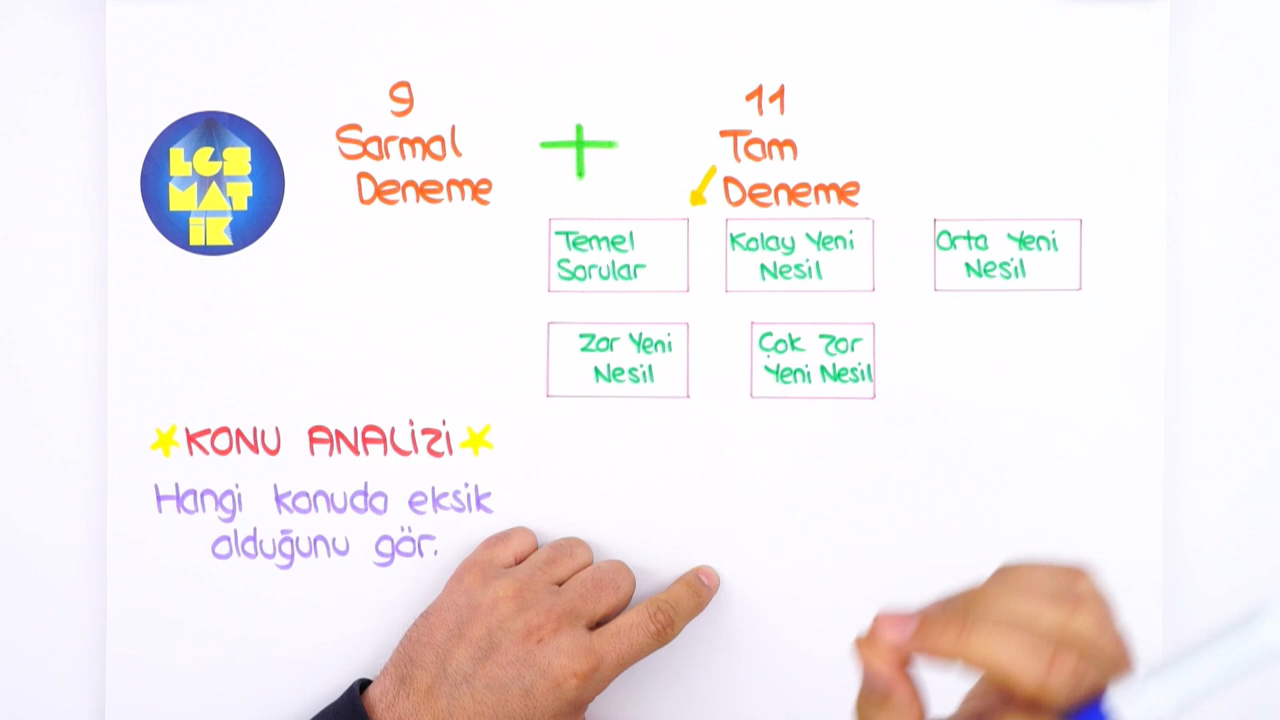 LGS
MAT
İK
9
Sarmal
Deneme
+
11
Tam
Deneme
Temel
Sorular
Kolay Yeni
Nesil
Orta Yeni
Nesil
Zor Yeni
Nesil
Çok Zor
Yeni Nesil
KONU ANALİZİ
Hangi konuda eksik
olduğunu gör.